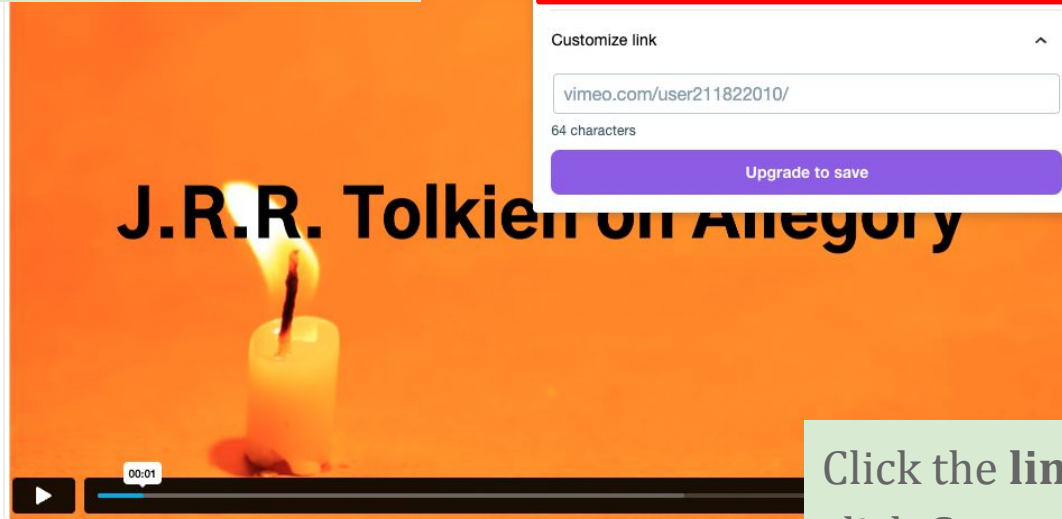 Customize link
vimeo.com/user211822010/
64 characters
Upgrade to save
J.R.R. Tolkien on Allegory
00:01
Click the